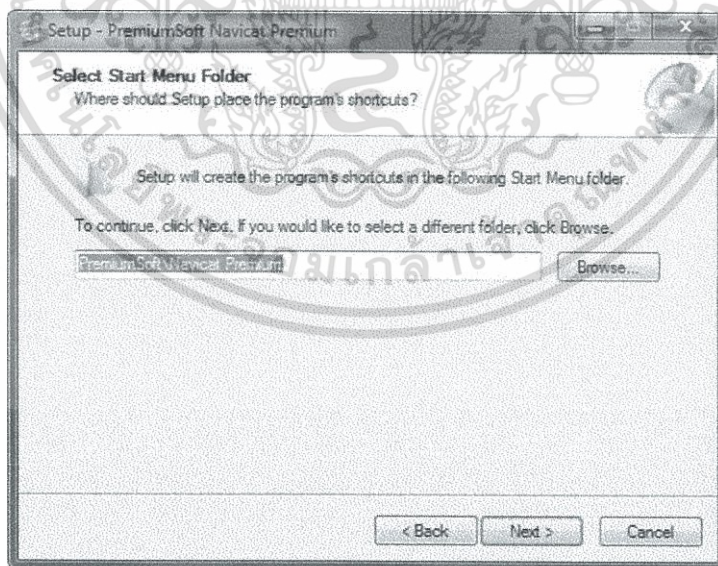 Setup - PremiumSoft Navicat Premium
Select Start Menu Folder
Where should Setup place the program's shortcuts?
Setup will create the program's shortcuts in the following Start Menu folder.
To continue, click Next. If you would like to select a different folder, click Browse.
PremiumSoft Navicat Premium
Browse...
< Back
Next >
Cancel